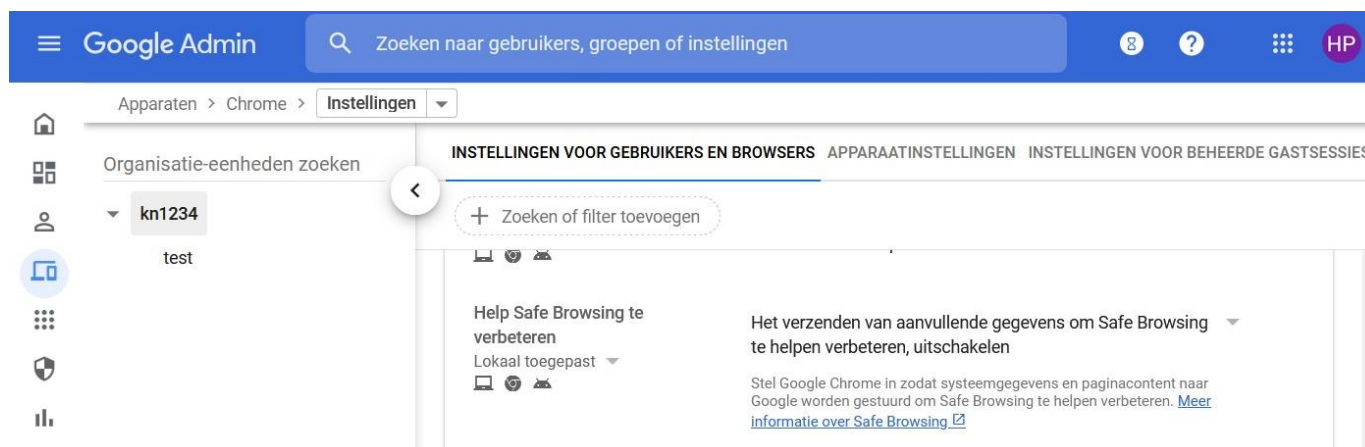 Google Admin
Zoeken naar gebruikers, groepen of instellingen
HP
Apparaten > Chrome > Instellingen
Organisatie-eenheden zoeken
kn1234
test
INSTELLINGEN VOOR GEBRUIKERS EN BROWSERS APPARAATINSTELLINGEN INSTELLINGEN VOOR BEHEERDE GASTSESSIES
+ Zoeken of filter toevoegen
Help Safe Browsing te
verbeteren
Lokaal toegepast
Het verzenden van aanvullende gegevens om Safe Browsing
te helpen verbeteren, uitschakelen
Stel Google Chrome in zodat systeemgegevens en paginacontent naar
Google worden gestuurd om Safe Browsing te helpen verbeteren. Meer
informatie over Safe Browsing